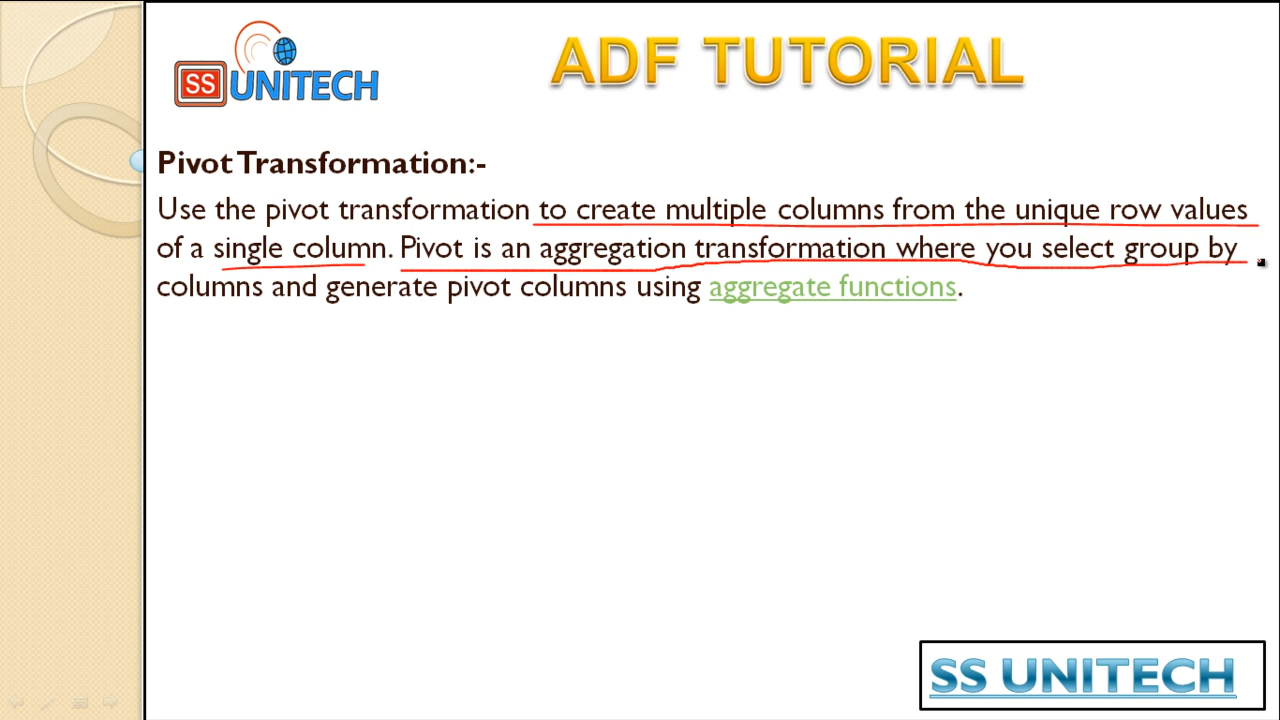 SS UNITECH
ADF TUTORIAL
Pivot Transformation:-
Use the pivot transformation to create multiple columns from the unique row values
of a single column. Pivot is an aggregation transformation where you select group by
columns and generate pivot columns using aggregate functions.
SS UNITECH